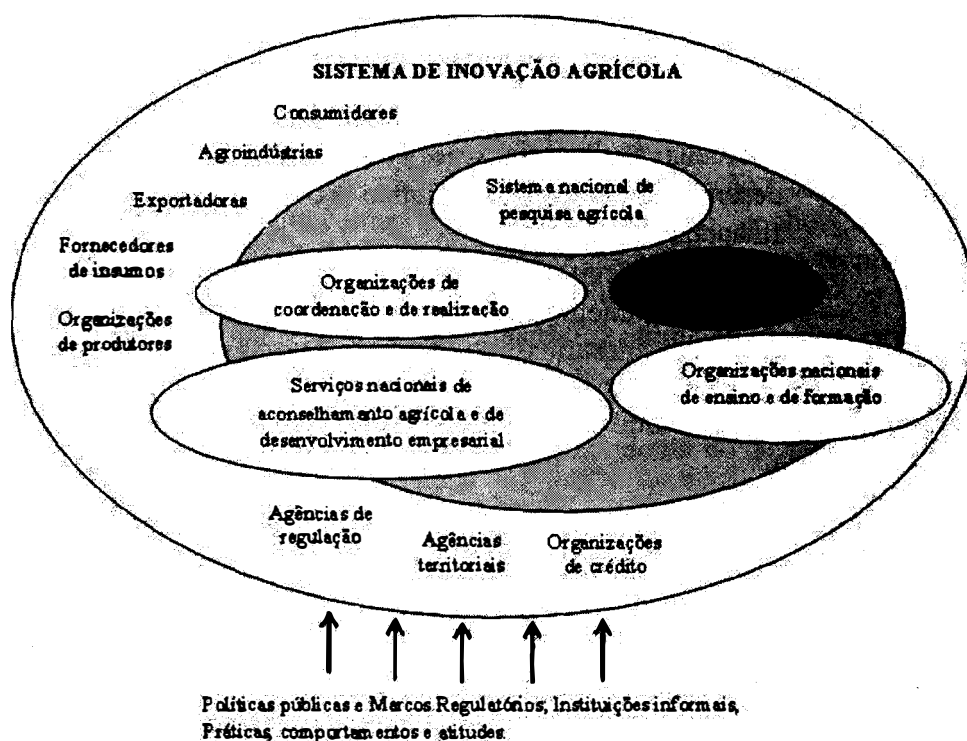 SISTEMA DE INOVAÇÃO AGRÍCOLA
Consumidores
Agroindústrias
Exportadoras
Fornecedores
de insumos
Organizações
de produtores
Sistema nacional de
pesquisa agrícola
Organizações de
coordenação e de realização
Serviços nacionais de
aconselhamento agrícola e de
desenvolvimento empresarial
Organizações nacionais
de ensino e de formação
Agências de
regulação
Agências
territoriais
Organizações
de crédito
Políticas públicas e Marcos Regulatórios, Instituições informais,
Práticas, comportamentos e atitudes